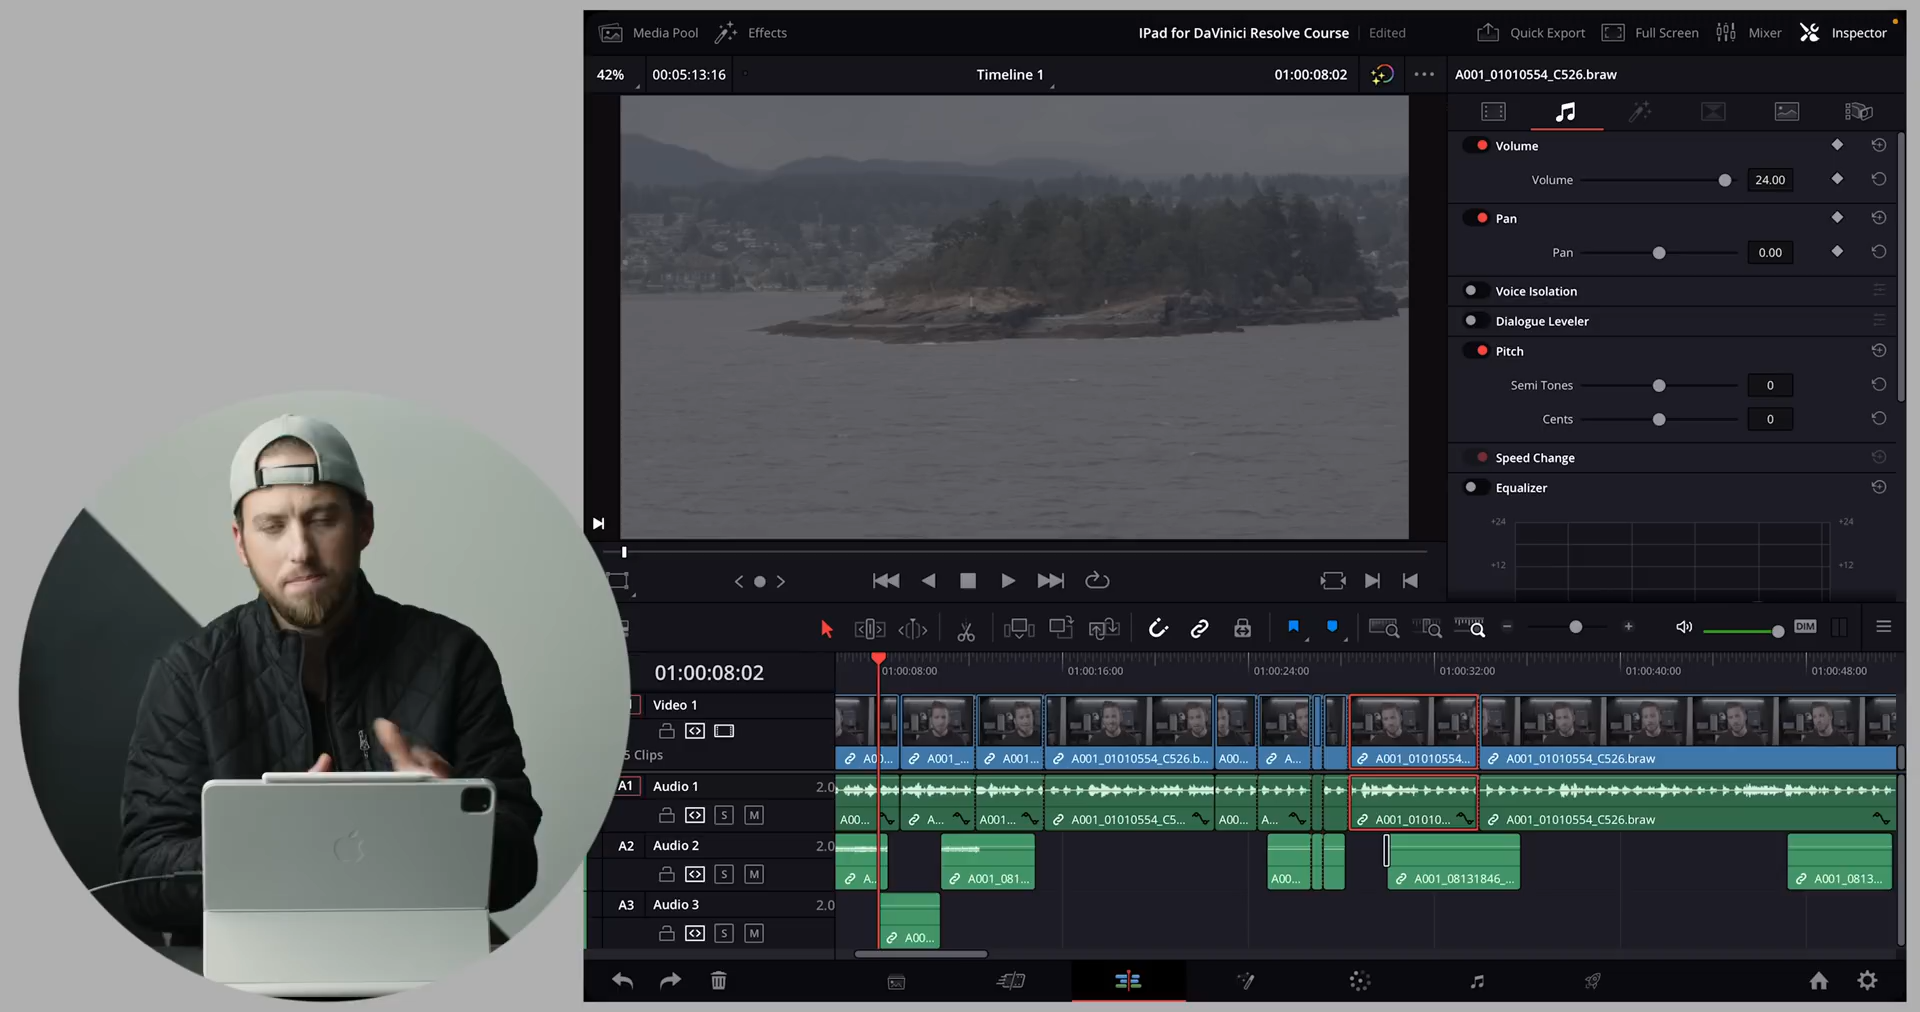 Media Pool Effects IPad for DaVinci Resolve Course Edited Quick Export Full Screen Mixer Inspector
42% 00:05:13:16 Timeline 1 01:00:08:02 A001_01010554_C526.braw
Volume
Volume 24.00
Pan
Pan 0.00
Voice Isolation
Dialogue Leveler
Pitch
Semi Tones 0
Cents 0
Speed Change
Equalizer
+24 +24
+12 +12
DIM
01:00:08:02 01:00:08:00 01:00:16:00 01:00:24:00 01:00:32:00 01:00:40:00 01:00:48:00
Video 1
5 Clips A00... A001_... A001... A001_01010554_C526.b... A00... A... A001_01010554... A001_01010554_C526.braw
A1 Audio 1 2.0
S M A00... A... A001... A001_01010554_C5... A00... A... A001_01010... A001_01010554_C526.braw
A2 Audio 2 2.0
S M A... A001_081... A00... A001_08131846_... A001_0813...
A3 Audio 3 2.0
S M A00...